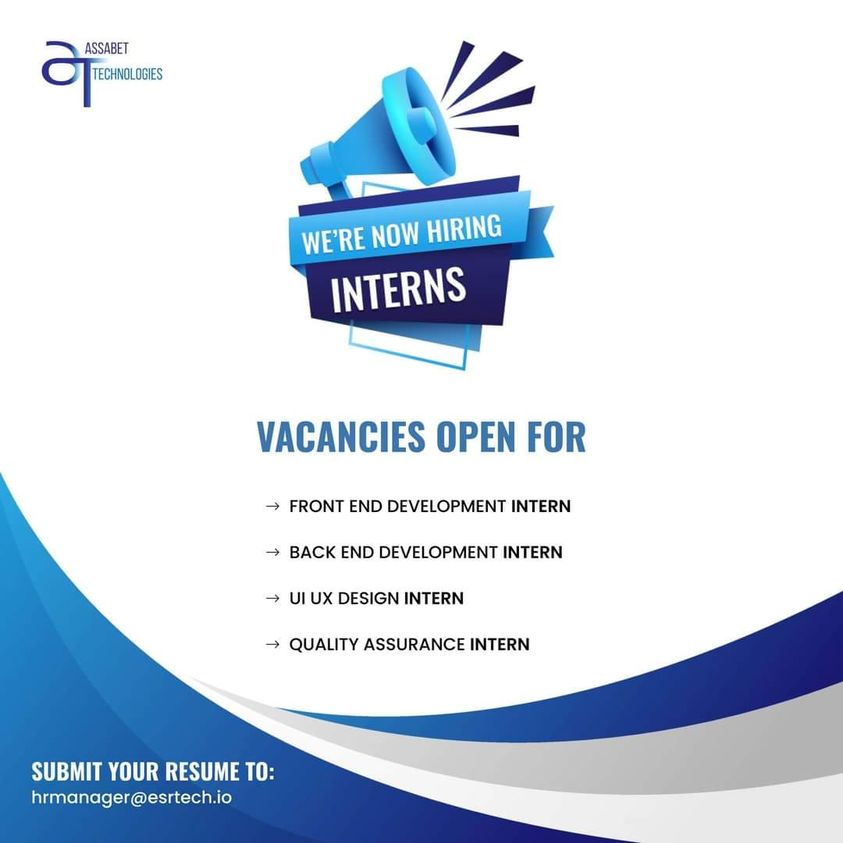 ASSABET
TECHNOLOGIES
WE'RE NOW HIRING
INTERNS
VACANCIES OPEN FOR
→ FRONT END DEVELOPMENT INTERN
→ BACK END DEVELOPMENT INTERN
→ UI UX DESIGN INTERN
→ QUALITY ASSURANCE INTERN
SUBMIT YOUR RESUME TO:
hrmanager@esrtech.io